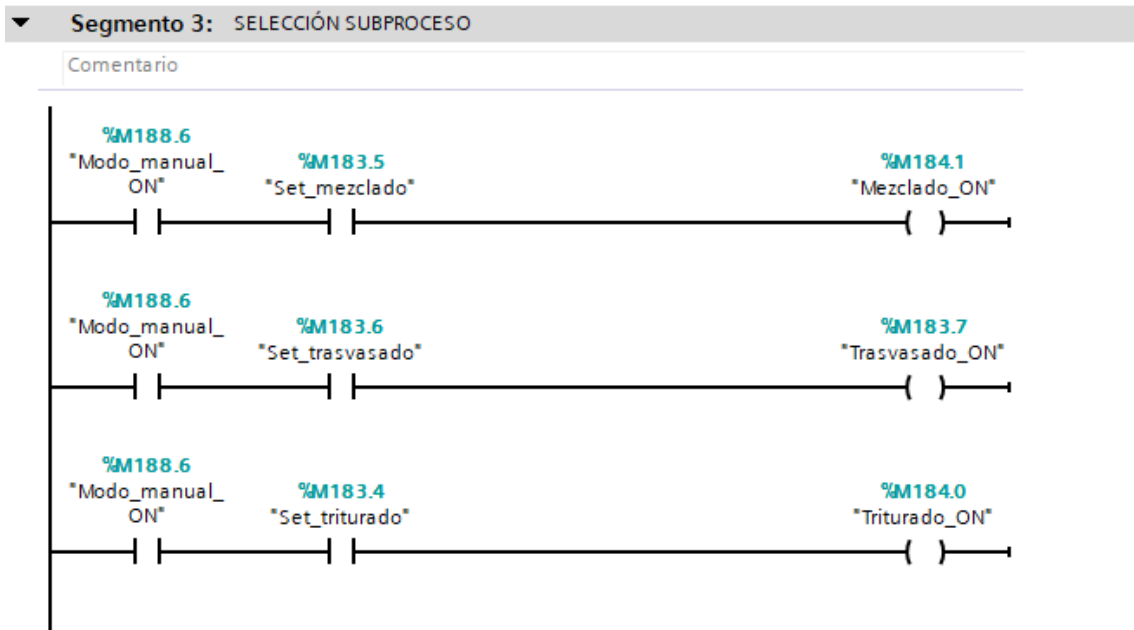 Segmento 3: SELECCIÓN SUBPROCESO
Comentario
%M188.6
"Modo_manual_
ON"
%M183.5
"Set_mezclado"
%M184.1
"Mezclado_ON"
%M188.6
"Modo_manual_
ON"
%M183.6
"Set_trasvasado"
%M183.7
"Trasvasado_ON"
%M188.6
"Modo_manual_
ON"
%M183.4
"Set_triturado"
%M184.0
"Triturado_ON"